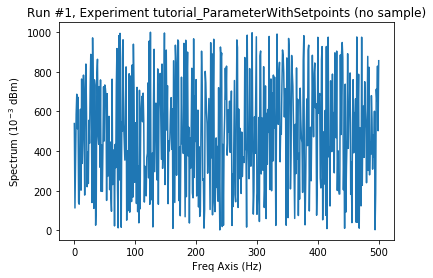 Run #1, Experiment tutorial_ParameterWithSetpoints (no sample)
1000
800
600
400
200
0
Spectrum (10⁻³ dBm)
0 100 200 300 400 500
Freq Axis (Hz)